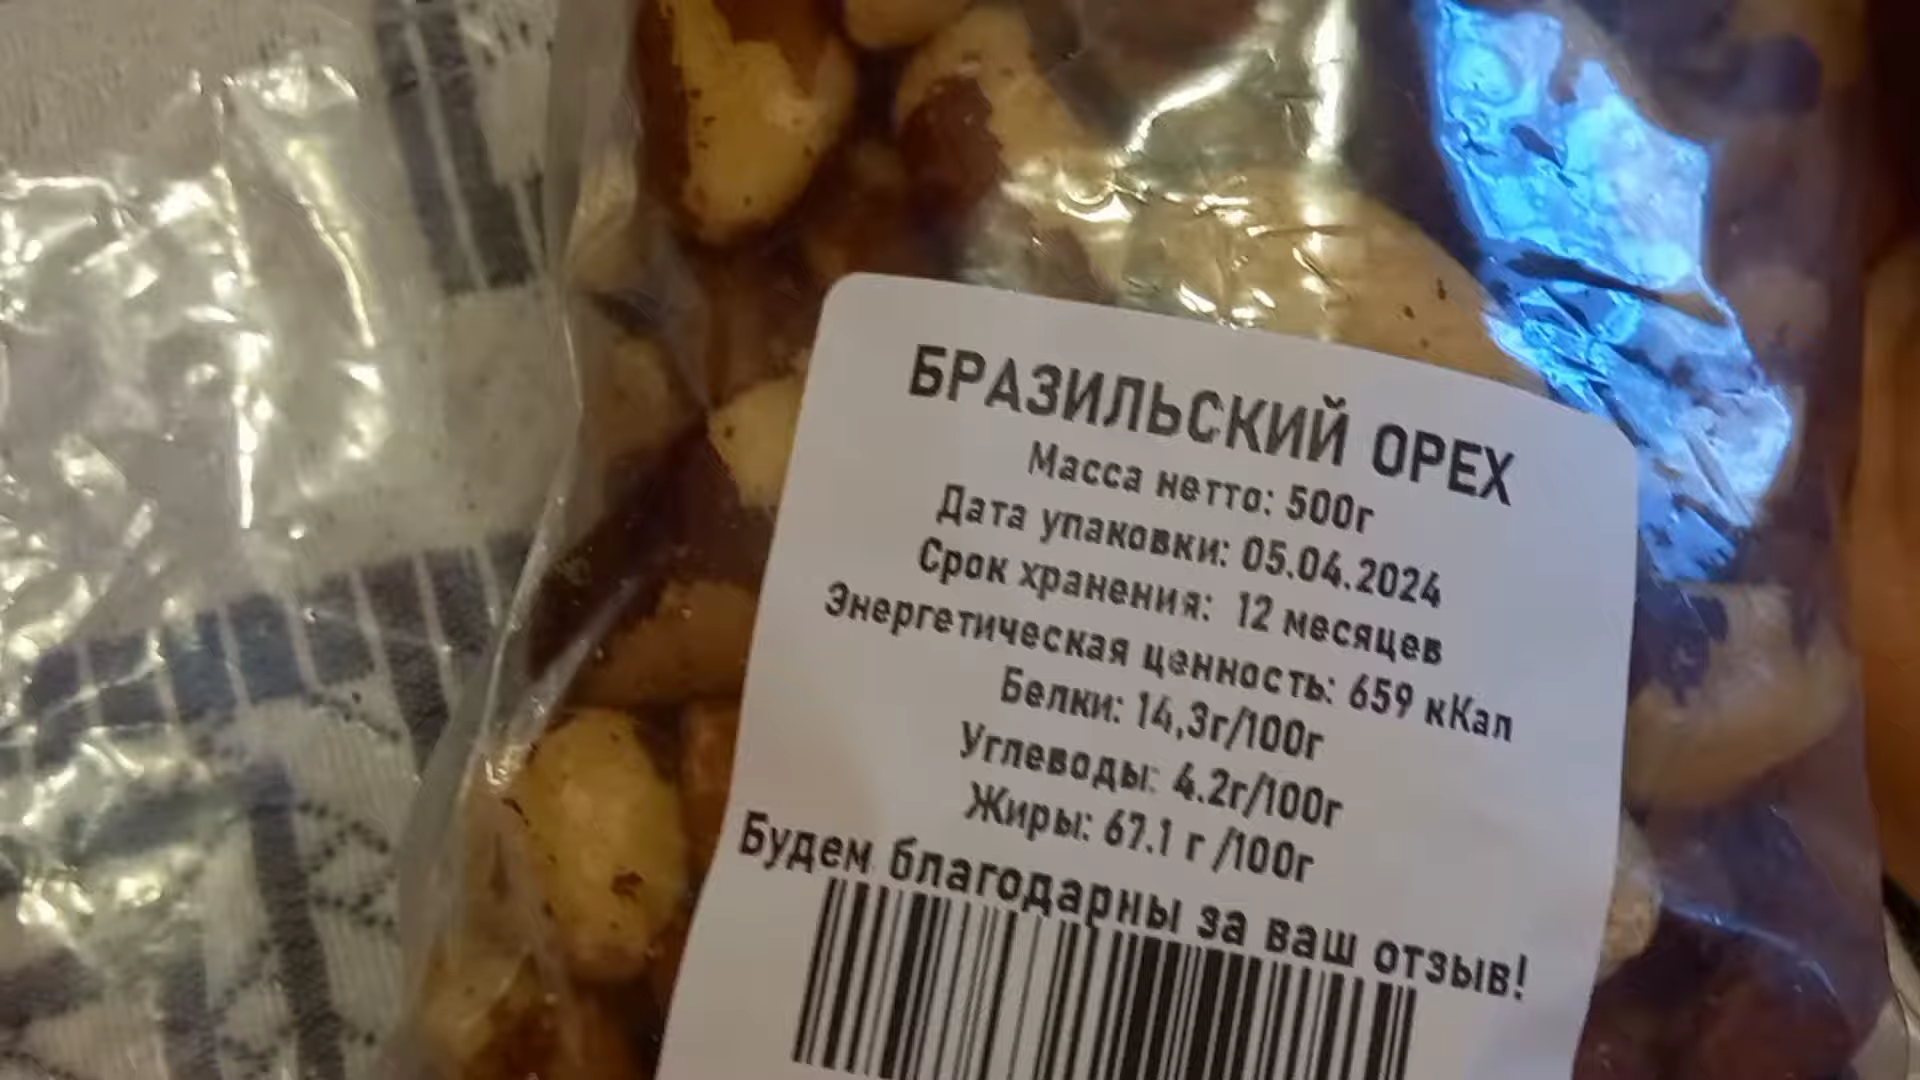 БРАЗИЛЬСКИЙ ОРЕХ
Масса нетто: 500г
Дата упаковки: 05.04.2024
Срок хранения: 12 месяцев
Энергетическая ценность: 659 кКал
Белки: 14,3г/100г
Углеводы: 4.2г/100г
Жиры: 67.1 г /100г
Будем благодарны за ваш отзыв!